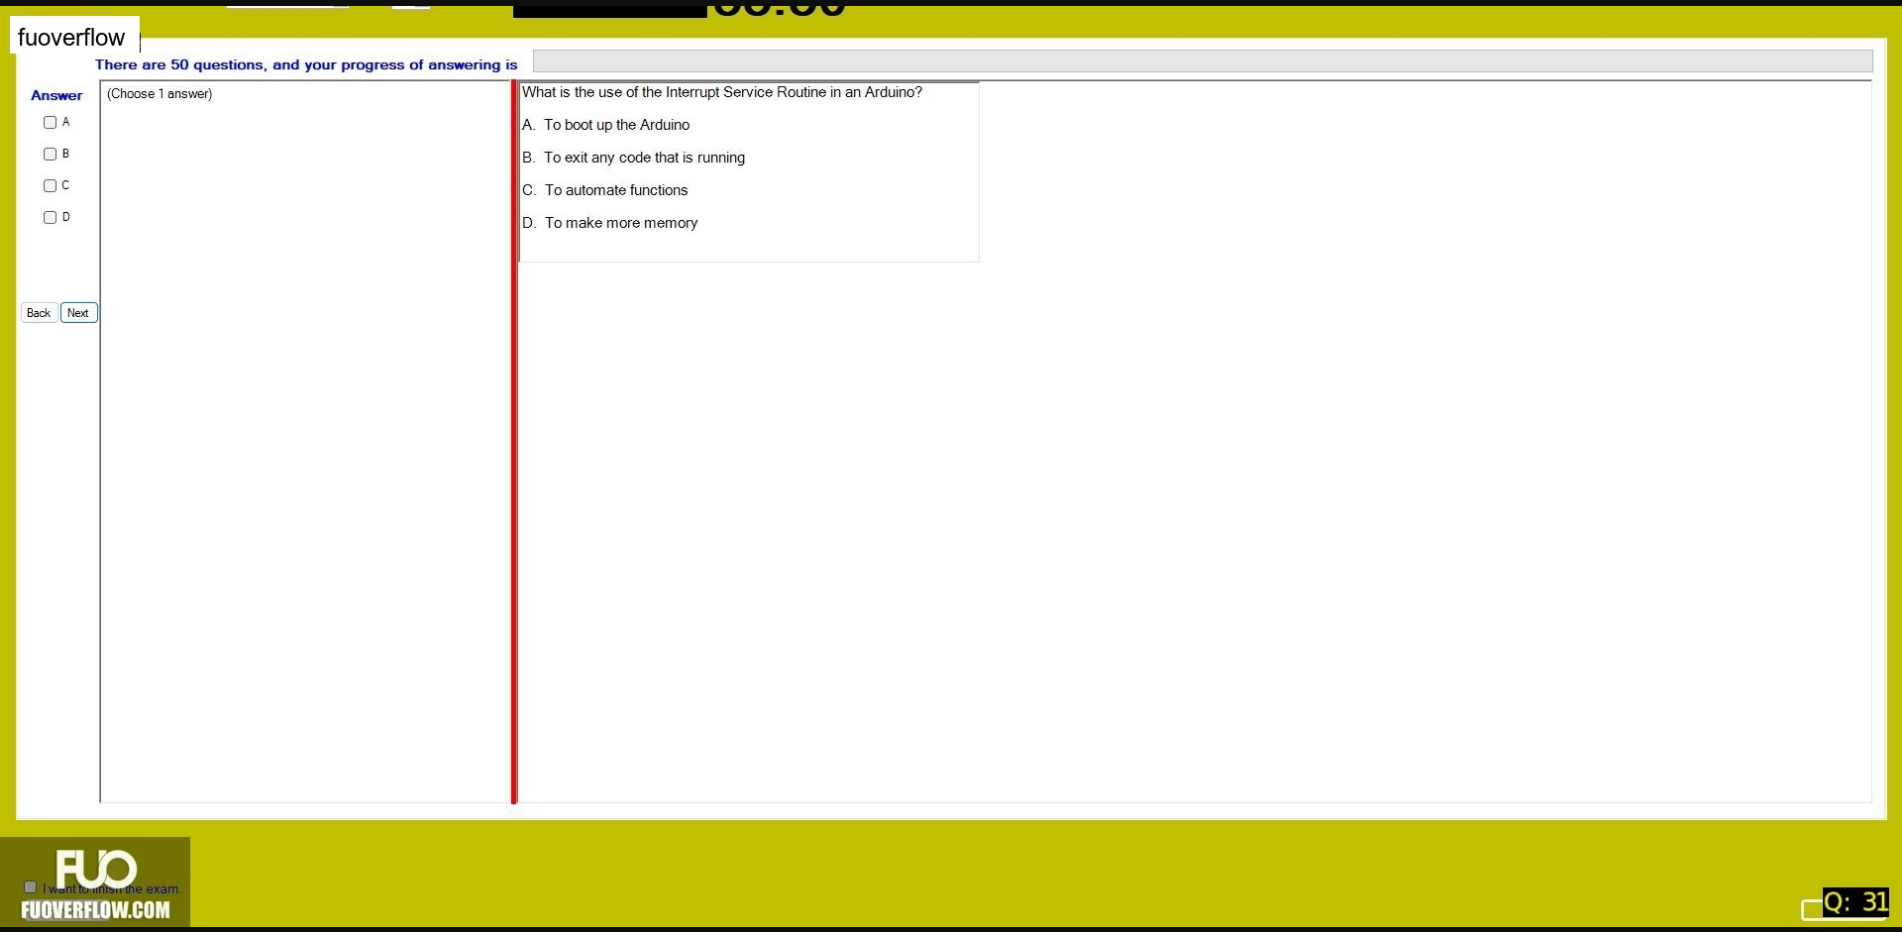 fuoverflow
There are 50 questions, and your progress of answering is
Answer
(Choose 1 answer)
A
B
C
D
Back Next
What is the use of the Interrupt Service Routine in an Arduino?
A. To boot up the Arduino
B. To exit any code that is running
C. To automate functions
D. To make more memory
FUO
I want to finish the exam.
FUOVERFLOW.COM
Q: 31